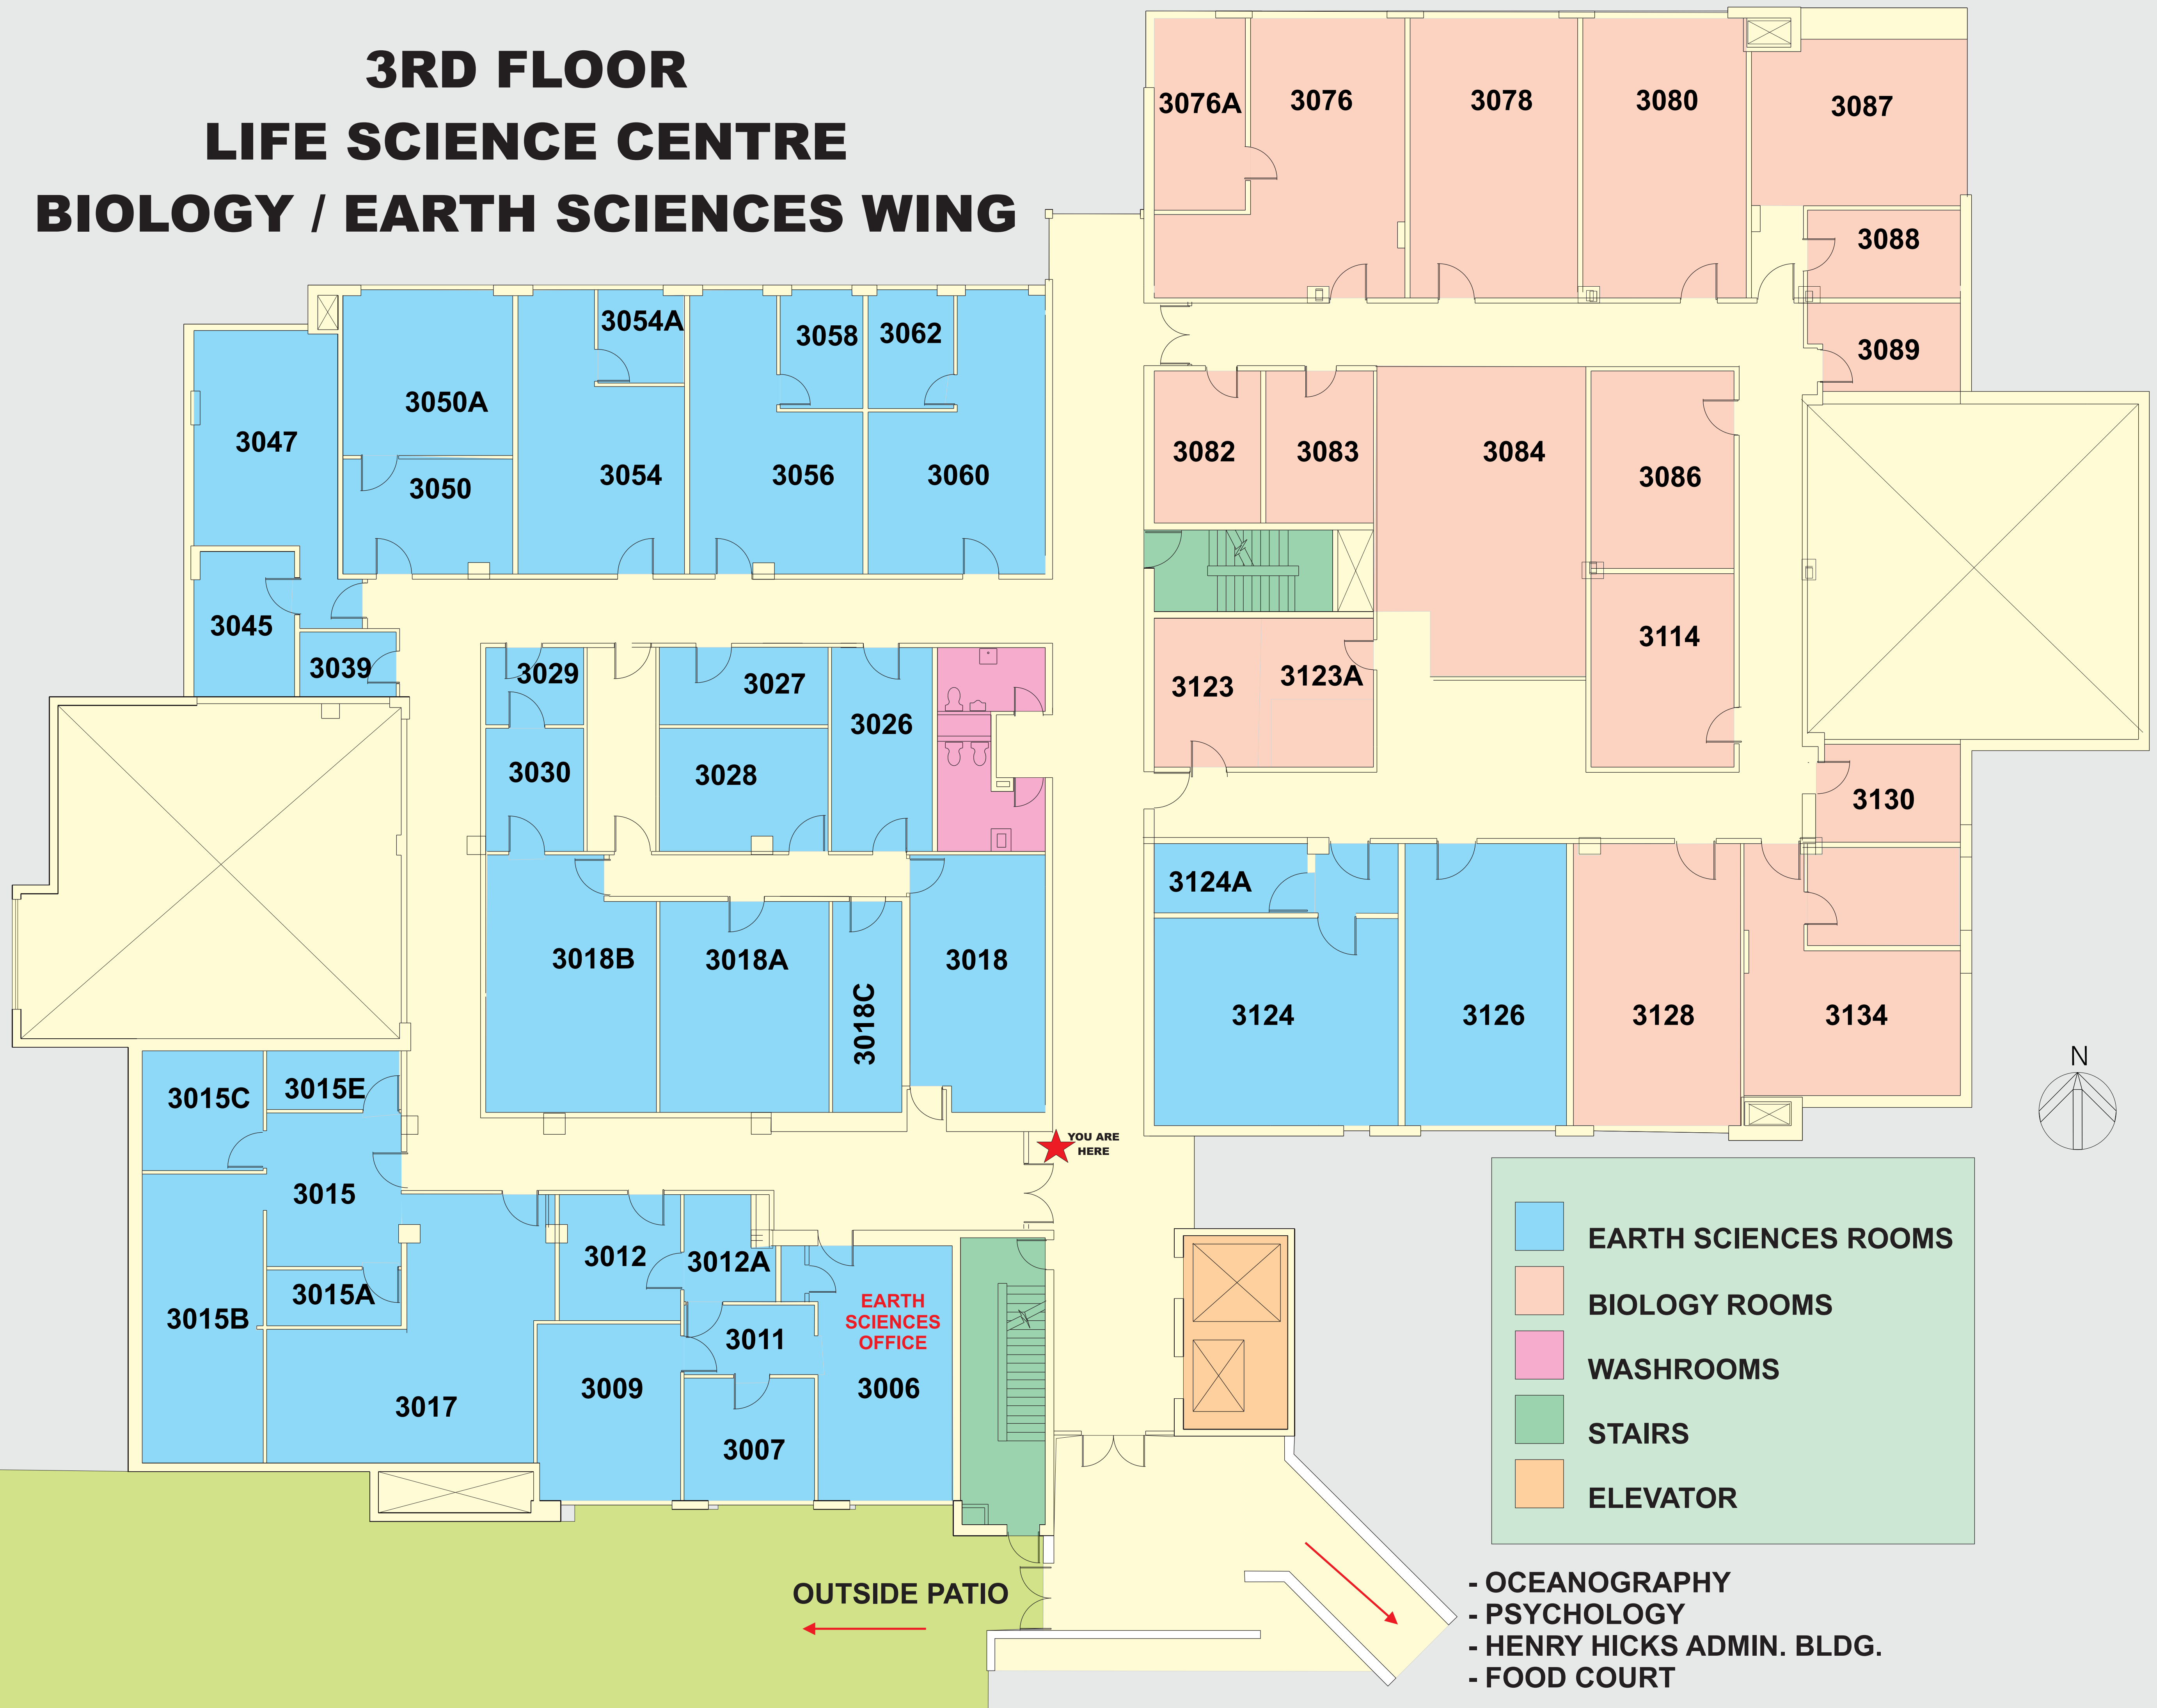 3RD FLOOR
LIFE SCIENCE CENTRE
BIOLOGY / EARTH SCIENCES WING
3076A
3076
3078
3080
3087
3088
3089
3054A
3058
3062
3050A
3047
3050
3054
3056
3060
3082
3083
3084
3086
3045
3039
3029
3027
3026
3030
3028
3123
3123A
3114
3130
3124A
3018B
3018A
3018C
3018
3124
3126
3128
3134
3015C
3015E
3015
3015A
3015B
3017
3012
3012A
3011
3009
3007
EARTH
SCIENCES
OFFICE
3006
YOU ARE
HERE
N
EARTH SCIENCES ROOMS
BIOLOGY ROOMS
WASHROOMS
STAIRS
ELEVATOR
OUTSIDE PATIO
- OCEANOGRAPHY
- PSYCHOLOGY
- HENRY HICKS ADMIN. BLDG.
- FOOD COURT